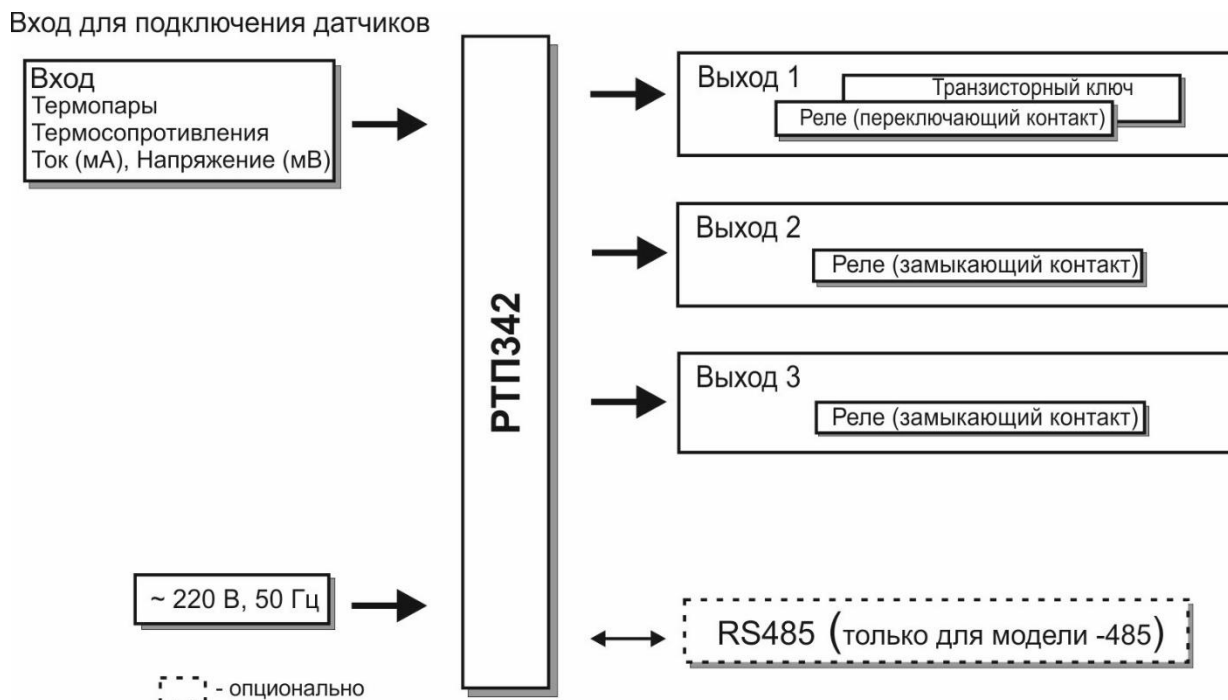 Вход для подключения датчиков
Вход
Термопары
Термосопротивления
Ток (мА), Напряжение (мВ)
РТП342
Выход 1
Транзисторный ключ
Реле (переключающий контакт)
Выход 2
Реле (замыкающий контакт)
Выход 3
Реле (замыкающий контакт)
~ 220 В, 50 Гц
RS485 (только для модели -485)
- опционально